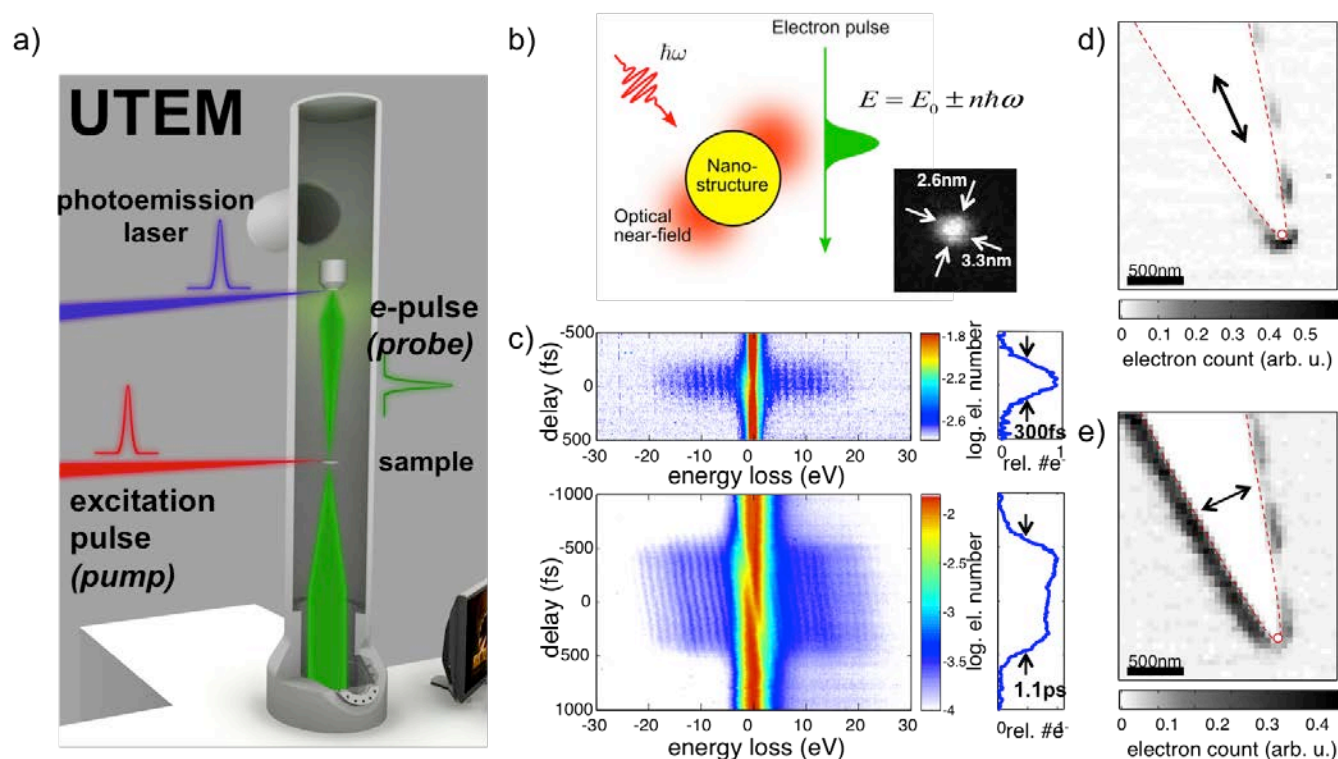 a)
UTEM
photoemission
laser
e-pulse
(probe)
sample
excitation
pulse
(pump)
b)
ħω
Electron pulse
E = E₀ ± nħω
Nano-
structure
Optical
near-field
2.6nm
3.3nm
c)
-500
0
500
delay (fs)
-30 -20 -10 0 10 20 30
energy loss (eV)
-1.8
-2
-2.2
-2.4
-2.6
log. el. number
300fs
0 1
rel. #e-
-1000
-500
0
500
1000
delay (fs)
-30 -20 -10 0 10 20 30
energy loss (eV)
-2
-2.5
-3
-3.5
-4
log. el. number
1.1ps
0 1
rel. #e-
d)
500nm
0 0.1 0.2 0.3 0.4 0.5
electron count (arb. u.)
e)
500nm
0 0.1 0.2 0.3 0.4
electron count (arb. u.)